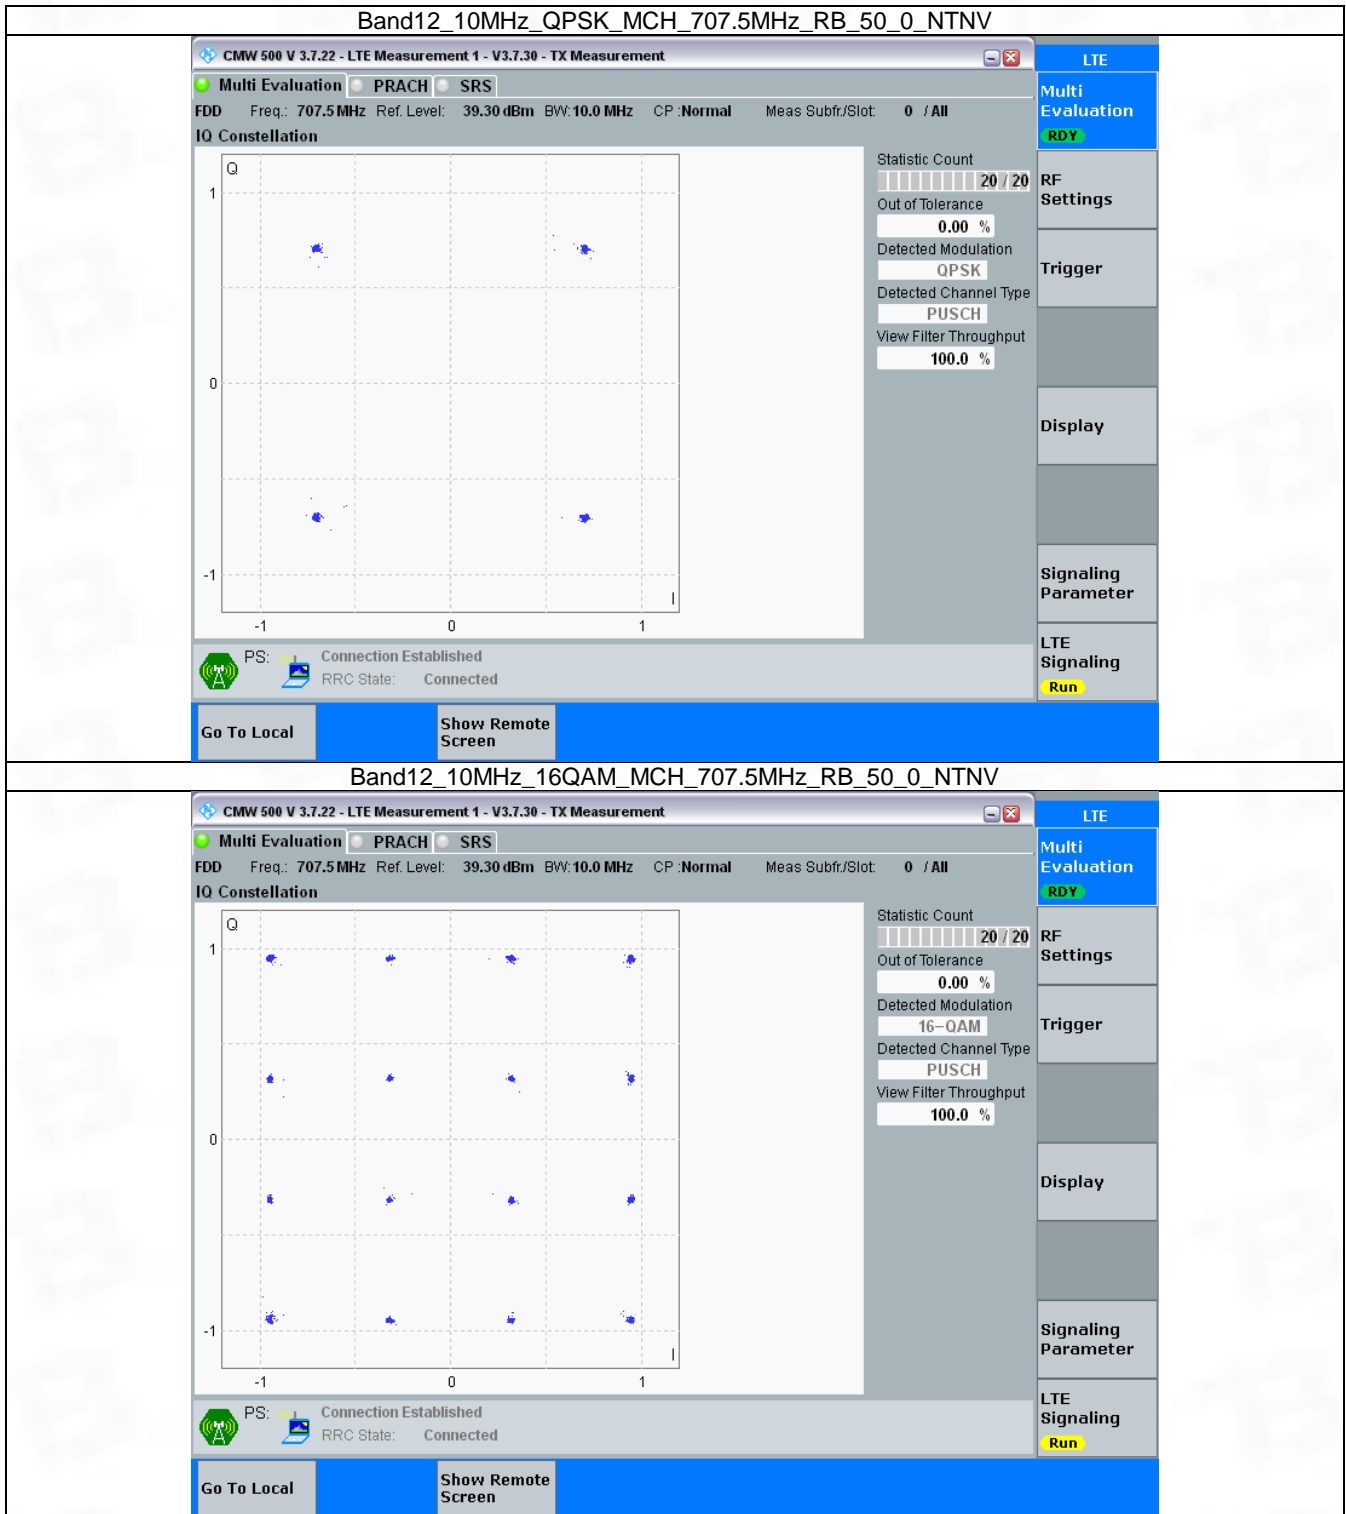 Band12_10MHz_QPSK_MCH_707.5MHz_RB_50_0_NTNV
CMW 500 V 3.7.22 - LTE Measurement 1 - V3.7.30 - TX Measurement
LTE
Multi Evaluation PRACH SRS
Multi
Evaluation
RDY
FDD Freq.: 707.5 MHz Ref. Level: 39.30 dBm BW: 10.0 MHz CP : Normal Meas Subfr./Slot: 0 / All
IQ Constellation
Q
1
0
-1
I
-1 0 1
Statistic Count
20 / 20
Out of Tolerance
0.00 %
Detected Modulation
QPSK
Detected Channel Type
PUSCH
View Filter Throughput
100.0 %
RF
Settings
Trigger
Display
Signaling
Parameter
LTE
Signaling
Run
PS: Connection Established
RRC State: Connected
Go To Local
Show Remote
Screen
Band12_10MHz_16QAM_MCH_707.5MHz_RB_50_0_NTNV
CMW 500 V 3.7.22 - LTE Measurement 1 - V3.7.30 - TX Measurement
LTE
Multi Evaluation PRACH SRS
Multi
Evaluation
RDY
FDD Freq.: 707.5 MHz Ref. Level: 39.30 dBm BW: 10.0 MHz CP : Normal Meas Subfr./Slot: 0 / All
IQ Constellation
Q
1
0
-1
I
-1 0 1
Statistic Count
20 / 20
Out of Tolerance
0.00 %
Detected Modulation
16-QAM
Detected Channel Type
PUSCH
View Filter Throughput
100.0 %
RF
Settings
Trigger
Display
Signaling
Parameter
LTE
Signaling
Run
PS: Connection Established
RRC State: Connected
Go To Local
Show Remote
Screen